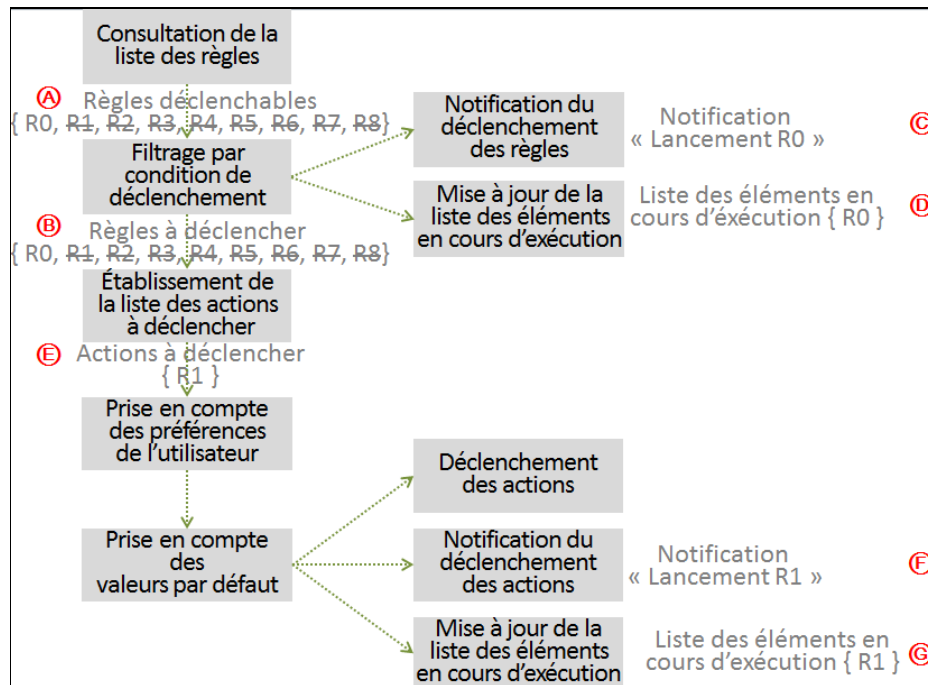 Consultation de la
liste des règles
Ⓐ Règles déclenchables
{ R0, R1, R2, R3, R4, R5, R6, R7, R8}
Notification du
déclenchement
des règles
Notification
« Lancement R0 »
Ⓒ
Filtrage par
condition de
déclenchement
Mise à jour de la
liste des éléments
en cours d'exécution
Liste des éléments en
cours d'éxécution { R0 }
Ⓓ
Ⓑ Règles à déclencher
{ R0, R1, R2, R3, R4, R5, R6, R7, R8}
Établissement de
la liste des actions
à déclencher
Ⓔ Actions à déclencher
{ R1 }
Prise en compte
des préférences
de l'utilisateur
Déclenchement
des actions
Prise en compte
des
valeurs par défaut
Notification du
déclenchement
des actions
Notification
« Lancement R1 »
Ⓕ
Mise à jour de la
liste des éléments
en cours d'exécution
Liste des éléments en
cours d'exécution { R1 }
Ⓖ